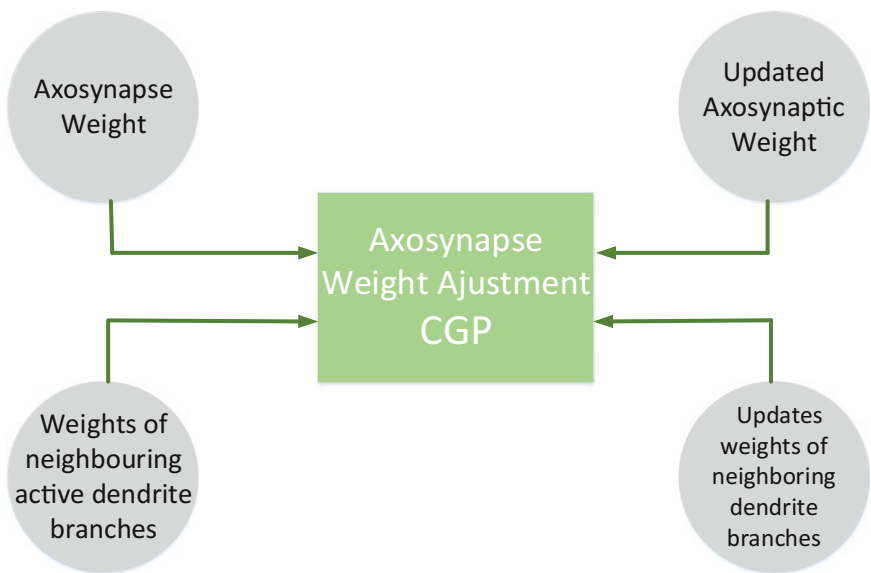 Axosynapse
Weight
Updated
Axosynaptic
Weight
Axosynapse
Weight Ajustment
CGP
Weights of
neighbouring
active dendrite
branches
Updates
weights of
neighboring
dendrite
branches